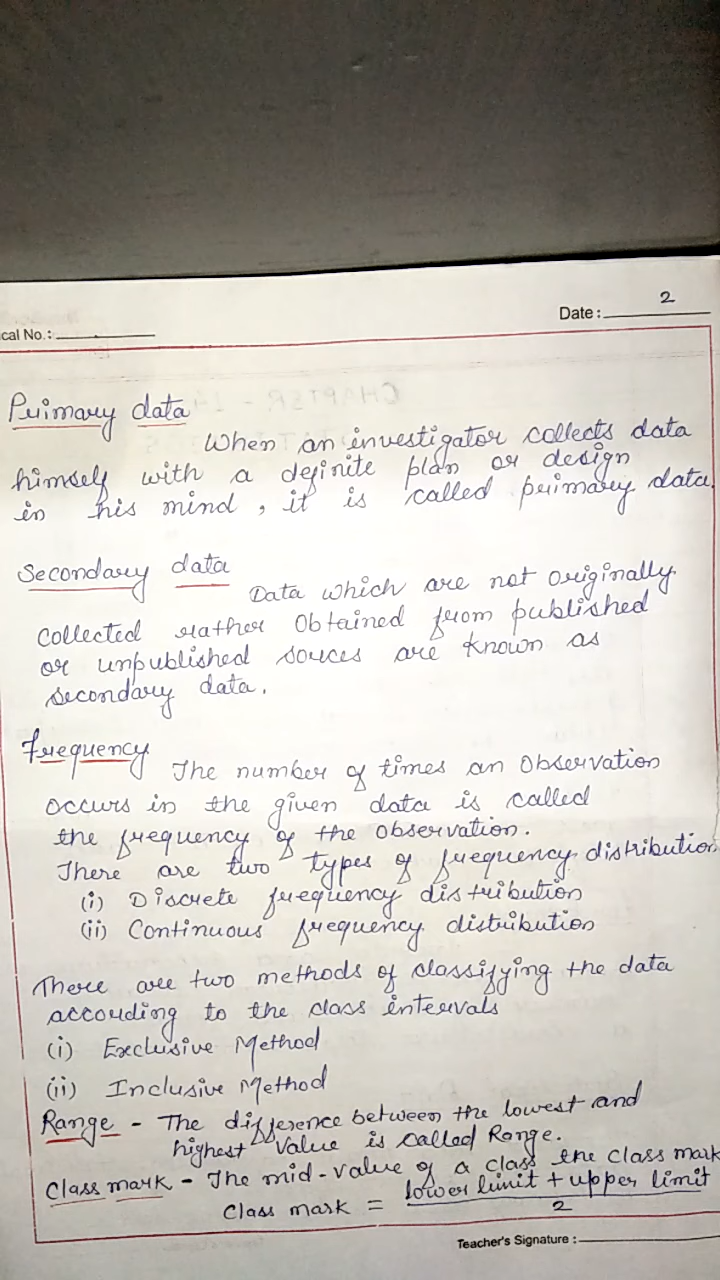 Date : 2
cal No. :
Primary data
When an investigator collects data
himself with a definite plan or design
in his mind, it is called primary data.
Secondary data
Data which are not originally
collected rather obtained from published
or unpublished souces are known as
secondary data.
Frequency
The number of times an observation
occurs in the given data is called
the frequency of the observation.
There are two types of frequency distribution
(i) Discrete frequency distribution
(ii) Continuous frequency distribution
There are two methods of classifying the data
according to the class intervals
(i) Exclusive Method
(ii) Inclusive Method
Range - The difference between the lowest and
highest value is called Range.
Class mark - The mid-value of a class the class mark
Class mark = lower limit + upper limit
2
Teacher's Signature :